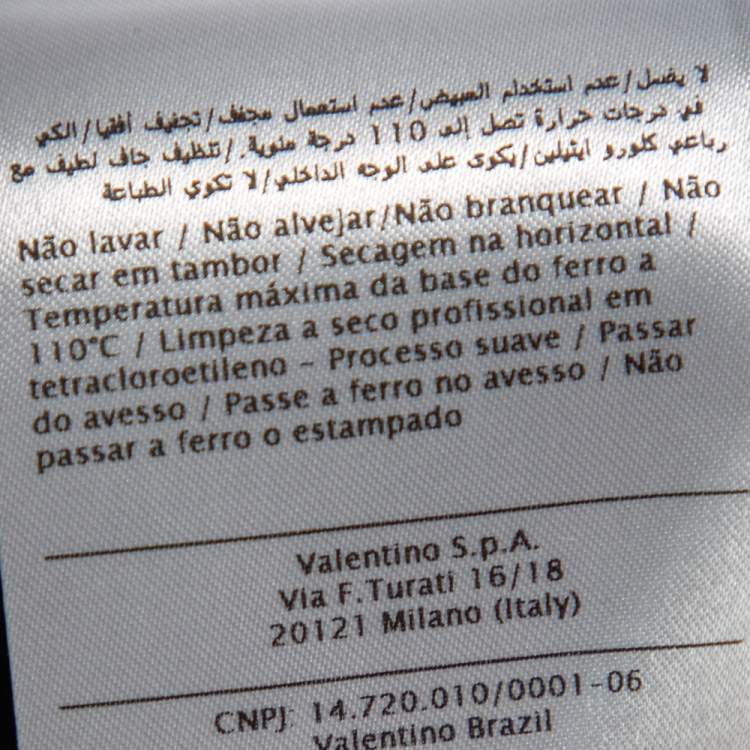 لا يغسل/عدم استخدام المبيض/عدم استعمال مجفف/تجفيف أفقيا/الكي
في درجات حرارة تصل إلى 110 درجة مئوية./تنظيف جاف لطيف مع
رباعي كلورو ايثيلين/يكوى على الوجه الداخلي/لا تكوي الطباعة
Não lavar / Não alvejar/Não branquear / Não
secar em tambor / Secagem na horizontal /
Temperatura máxima da base do ferro a
110°C / Limpeza a seco profissional em
tetracloroetileno – Processo suave / Passar
do avesso / Passe a ferro no avesso / Não
passar a ferro o estampado
Valentino S.p.A.
Via F.Turati 16/18
20121 Milano (Italy)
CNPJ: 14.720.010/0001-06
Valentino Brazil